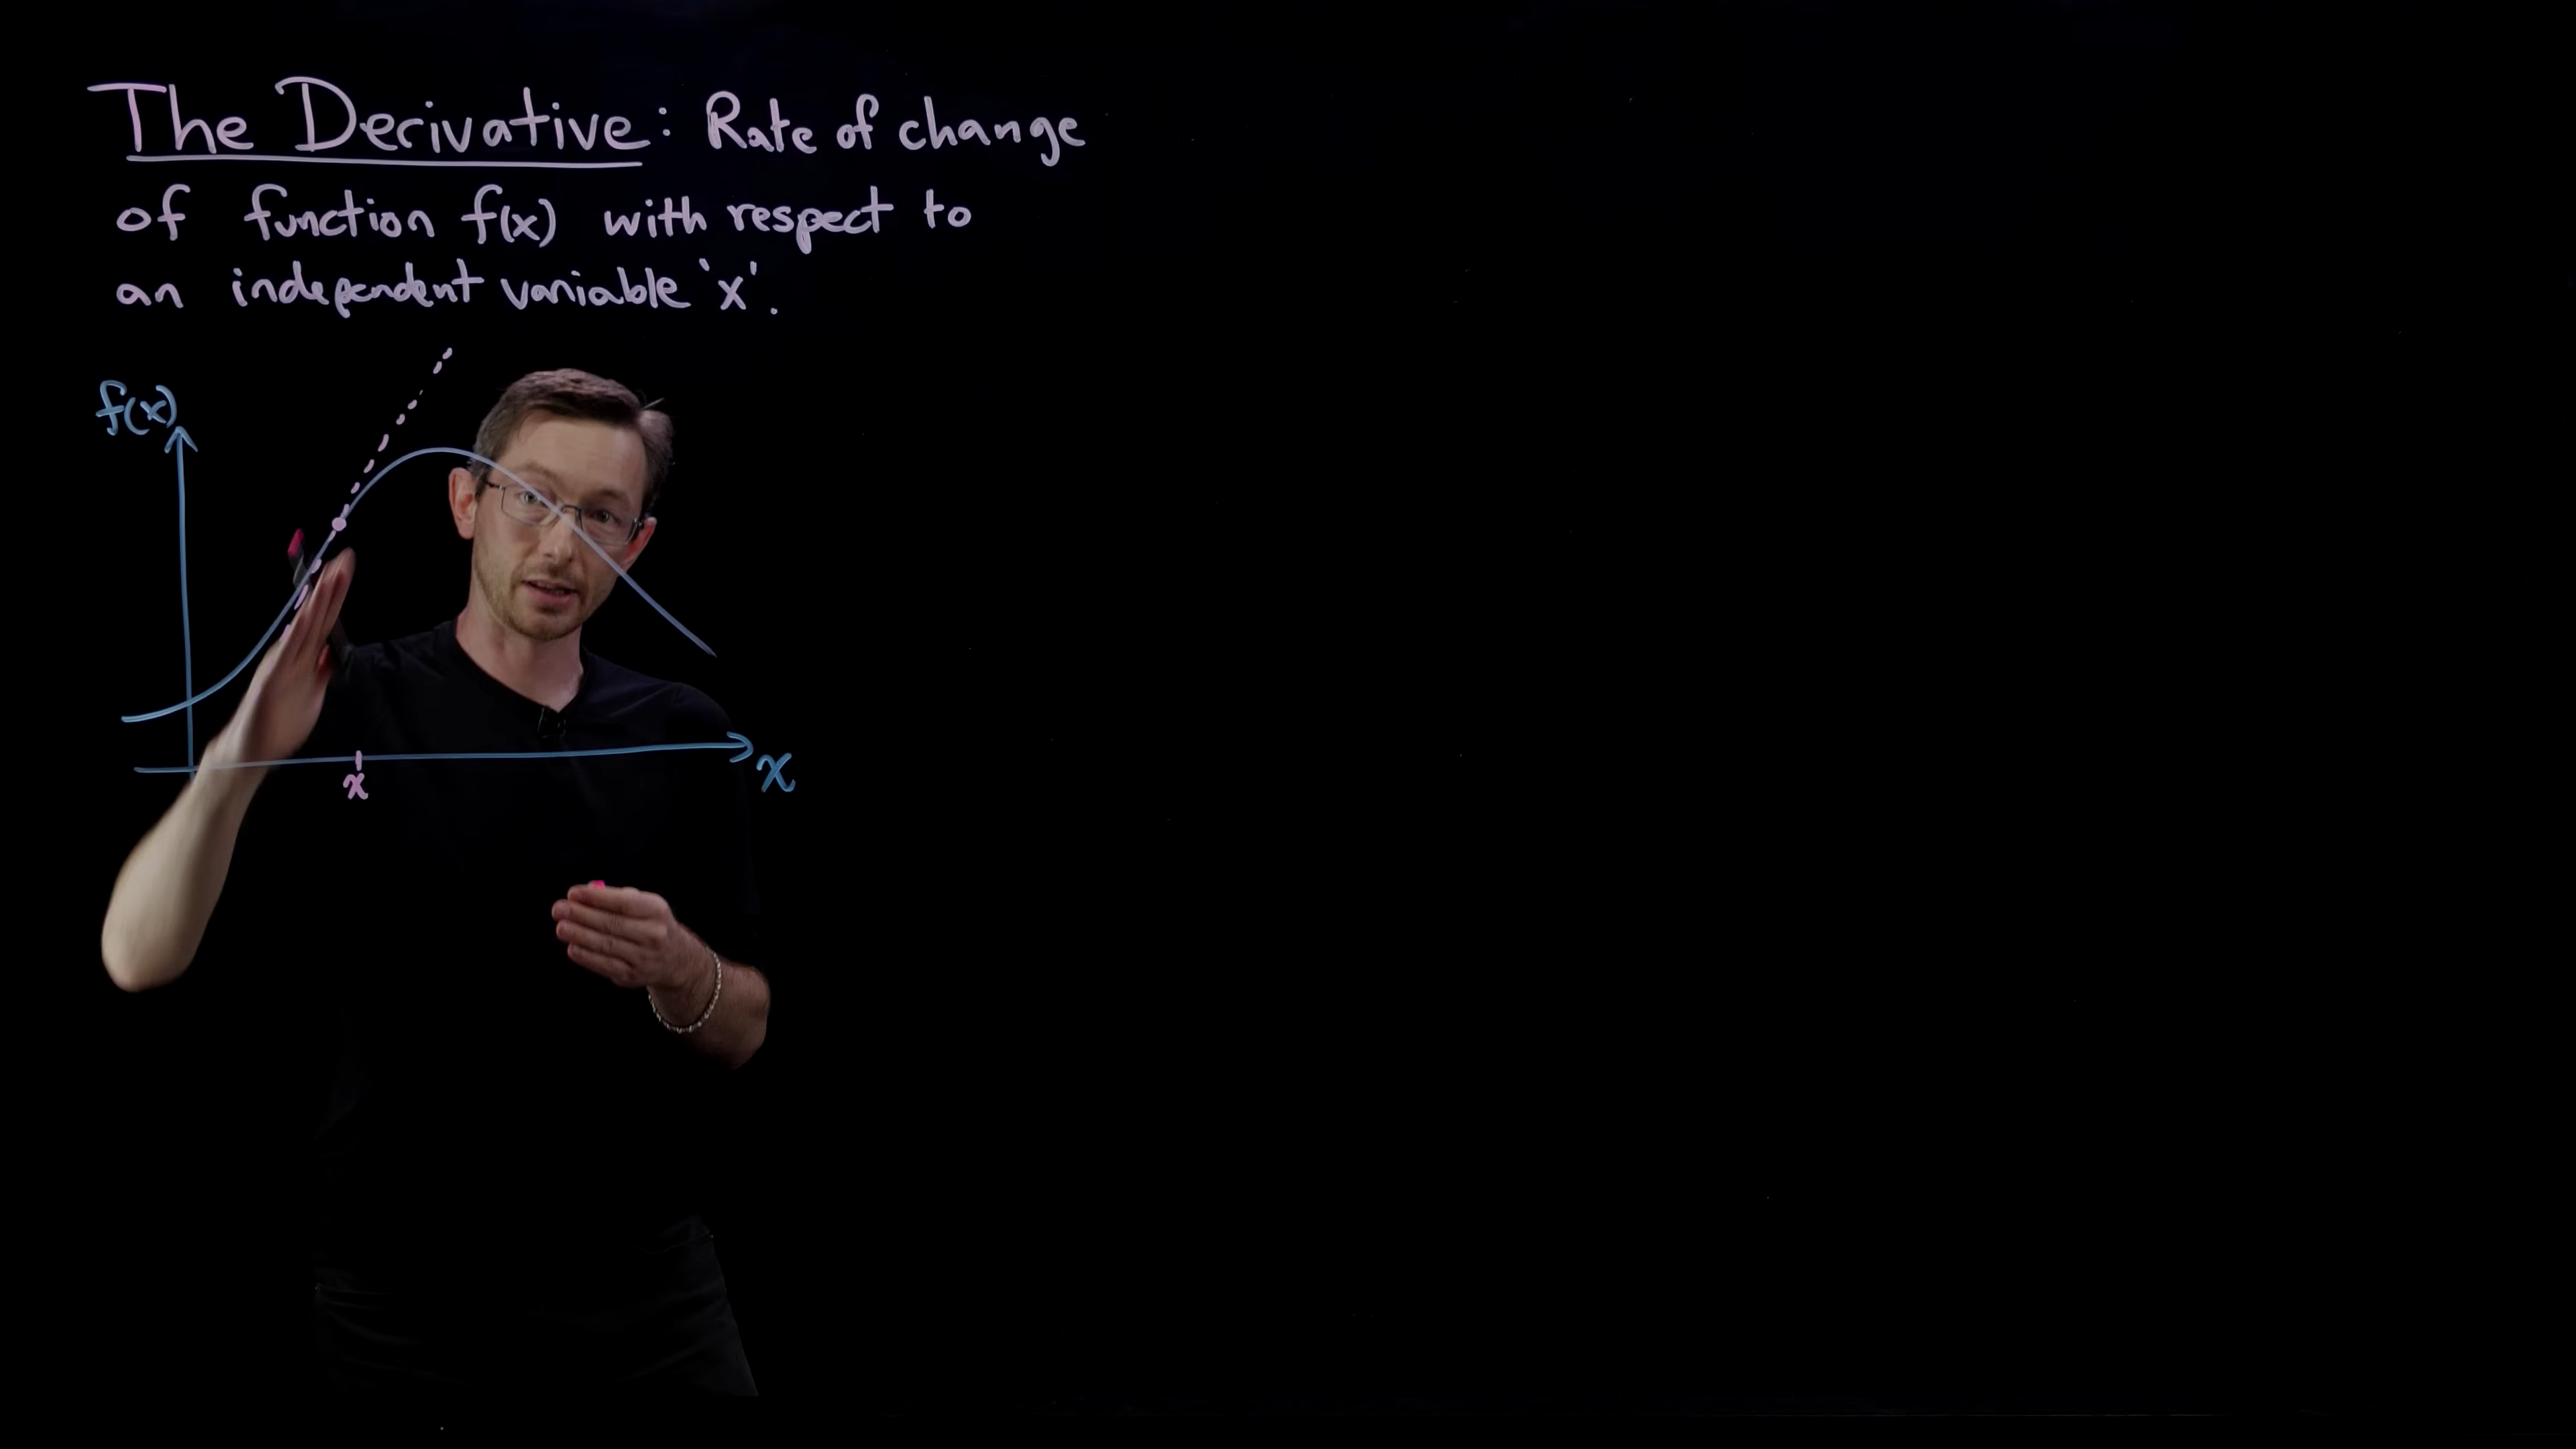 The Derivative: Rate of change
of function f(x) with respect to
an independent variable 'x'.
f(x)
x
x